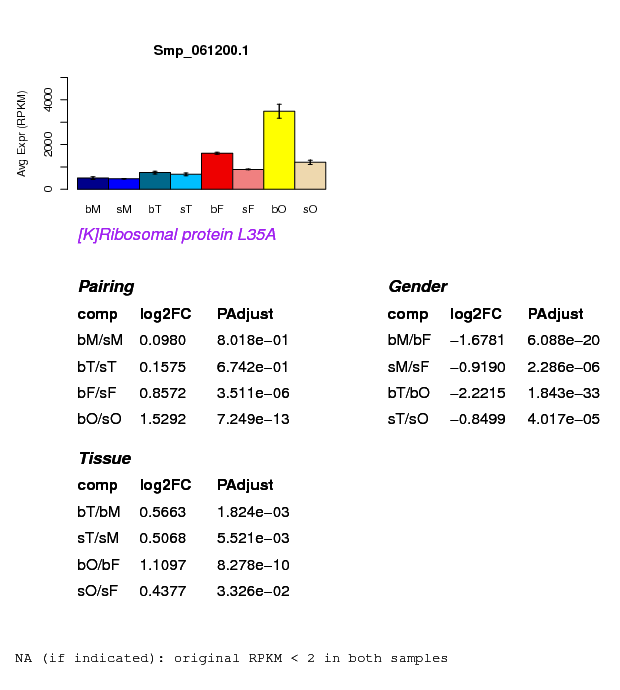 Smp_061200.1
Avg Expr (RPKM)
0 2000 4000
bM sM bT sT bF sF bO sO
[K]Ribosomal protein L35A
Pairing
comp log2FC PAdjust
bM/sM 0.0980 8.018e−01
bT/sT 0.1575 6.742e−01
bF/sF 0.8572 3.511e−06
bO/sO 1.5292 7.249e−13
Gender
comp log2FC PAdjust
bM/bF −1.6781 6.088e−20
sM/sF −0.9190 2.286e−06
bT/bO −2.2215 1.843e−33
sT/sO −0.8499 4.017e−05
Tissue
comp log2FC PAdjust
bT/bM 0.5663 1.824e−03
sT/sM 0.5068 5.521e−03
bO/bF 1.1097 8.278e−10
sO/sF 0.4377 3.326e−02
NA (if indicated): original RPKM < 2 in both samples